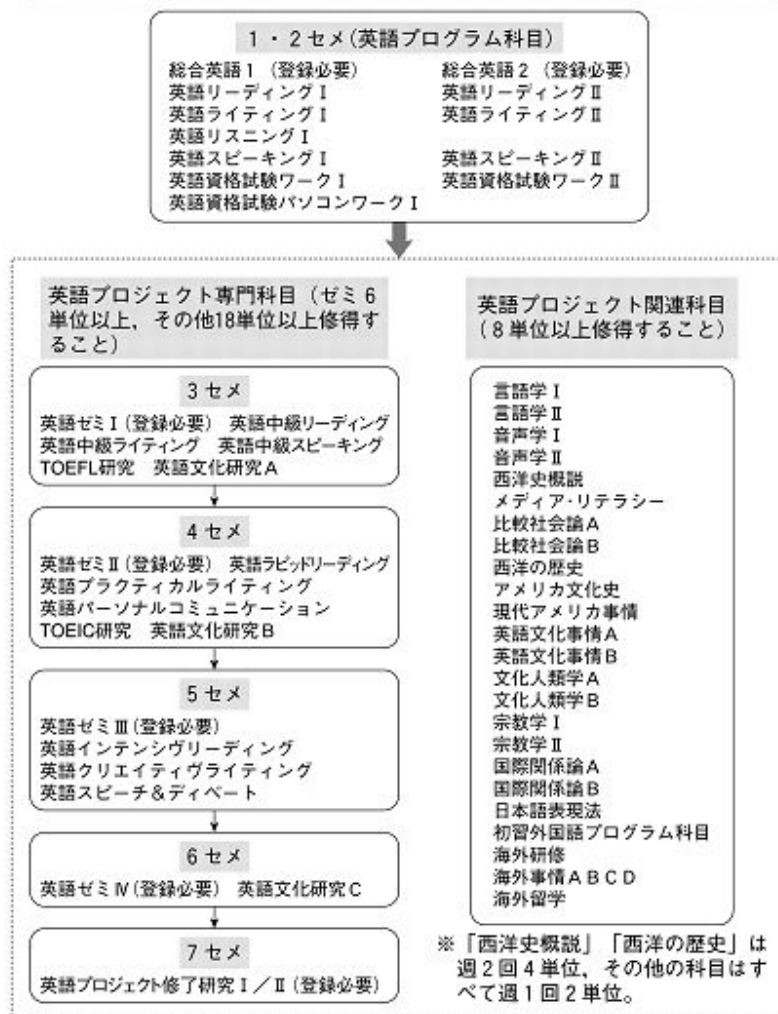 1・2セメ(英語プログラム科目)
総合英語1 (登録必要) 総合英語2 (登録必要)
英語リーディングⅠ 英語リーディングⅡ
英語ライティングⅠ 英語ライティングⅡ
英語リスニングⅠ
英語スピーキングⅠ 英語スピーキングⅡ
英語資格試験ワークⅠ 英語資格試験ワークⅡ
英語資格試験パソコンワークⅠ
英語プロジェクト専門科目(ゼミ6
単位以上，その他18単位以上修得す
ること)
3セメ
英語ゼミⅠ(登録必要) 英語中級リーディング
英語中級ライティング 英語中級スピーキング
TOEFL研究 英語文化研究A
4セメ
英語ゼミⅡ(登録必要) 英語ラピッドリーディング
英語プラクティカルライティング
英語パーソナルコミュニケーション
TOEIC研究 英語文化研究B
5セメ
英語ゼミⅢ(登録必要)
英語インテンシヴリーディング
英語クリエイティヴライティング
英語スピーチ&ディベート
6セメ
英語ゼミⅣ(登録必要) 英語文化研究C
7セメ
英語プロジェクト修了研究Ⅰ/Ⅱ(登録必要)
英語プロジェクト関連科目
(8単位以上修得すること)
言語学Ⅰ
言語学Ⅱ
音声学Ⅰ
音声学Ⅱ
西洋史概説
メディア・リテラシー
比較社会論A
比較社会論B
西洋の歴史
アメリカ文化史
現代アメリカ事情
英語文化事情A
英語文化事情B
文化人類学A
文化人類学B
宗教学Ⅰ
宗教学Ⅱ
国際関係論A
国際関係論B
日本語表現法
初習外国語プログラム科目
海外研修
海外事情ABCD
海外留学
※「西洋史概説」「西洋の歴史」は
週2回4単位，その他の科目はす
べて週1回2単位。